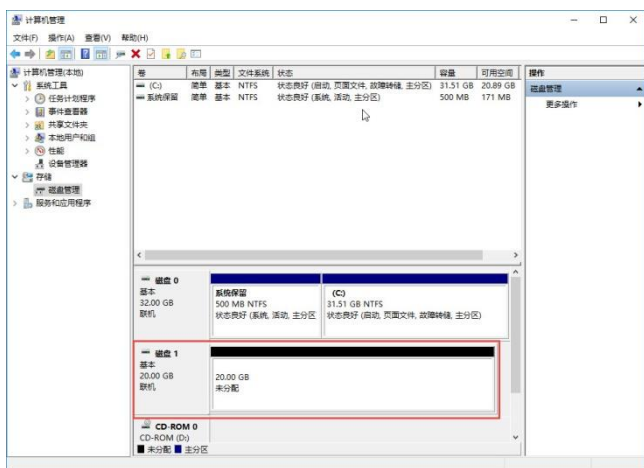 计算机管理
文件(F) 操作(A) 查看(V) 帮助(H)
计算机管理(本地)
系统工具
任务计划程序
事件查看器
共享文件夹
本地用户和组
性能
设备管理器
存储
磁盘管理
服务和应用程序
卷 布局 类型 文件系统 状态 容量 可用空间
(C:) 简单 基本 NTFS 状态良好 (启动, 页面文件, 故障转储, 主分区) 31.51 GB 20.89 GB
系统保留 简单 基本 NTFS 状态良好 (系统, 活动, 主分区) 500 MB 171 MB
操作
磁盘管理
更多操作
磁盘 0
基本
32.00 GB
联机
系统保留
500 MB NTFS
状态良好 (系统, 活动, 主分区
(C:)
31.51 GB NTFS
状态良好 (启动, 页面文件, 故障转储, 主分区)
磁盘 1
基本
20.00 GB
联机
20.00 GB
未分配
CD-ROM 0
CD-ROM (D:)
未分配 主分区